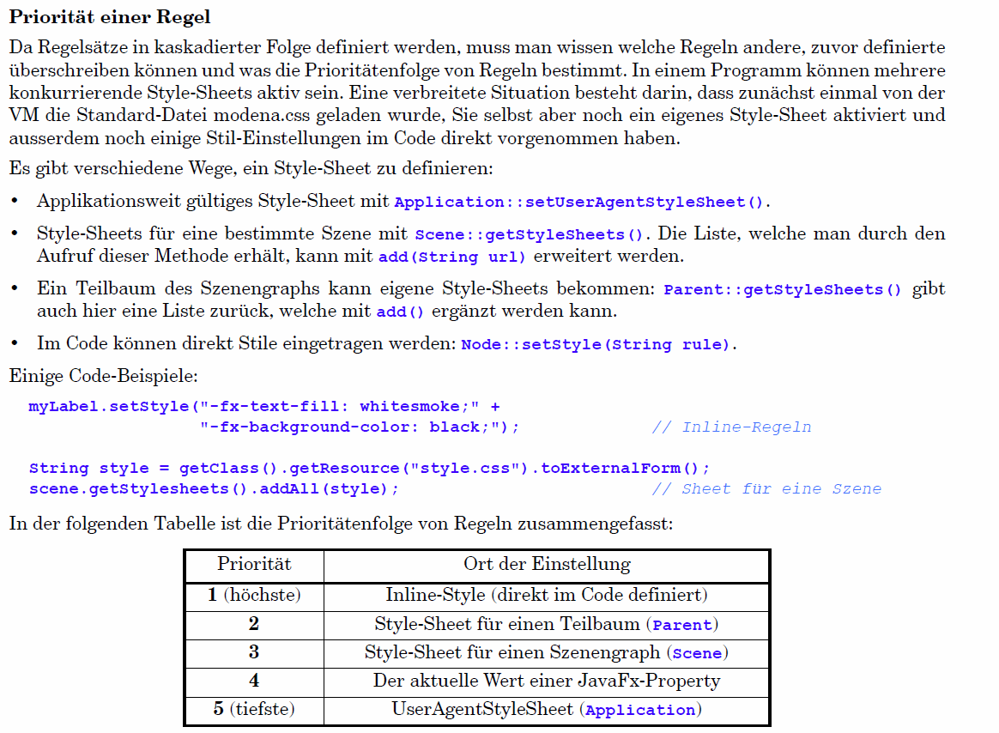 Priorität einer Regel
Da Regelsätze in kaskadierter Folge definiert werden, muss man wissen welche Regeln andere, zuvor definierte
überschreiben können und was die Prioritätenfolge von Regeln bestimmt. In einem Programm können mehrere
konkurrierende Style-Sheets aktiv sein. Eine verbreitete Situation besteht darin, dass zunächst einmal von der
VM die Standard-Datei modena.css geladen wurde, Sie selbst aber noch ein eigenes Style-Sheet aktiviert und
ausserdem noch einige Stil-Einstellungen im Code direkt vorgenommen haben.
Es gibt verschiedene Wege, ein Style-Sheet zu definieren:
• Applikationsweit gültiges Style-Sheet mit Application::setUserAgentStyleSheet().
• Style-Sheets für eine bestimmte Szene mit Scene::getStyleSheets(). Die Liste, welche man durch den
Aufruf dieser Methode erhält, kann mit add(String url) erweitert werden.
• Ein Teilbaum des Szenengraphs kann eigene Style-Sheets bekommen: Parent::getStyleSheets() gibt
auch hier eine Liste zurück, welche mit add() ergänzt werden kann.
• Im Code können direkt Stile eingetragen werden: Node::setStyle(String rule).
Einige Code-Beispiele:
myLabel.setStyle("-fx-text-fill: whitesmoke;" +
"-fx-background-color: black;"); // Inline-Regeln
String style = getClass().getResource("style.css").toExternalForm();
scene.getStylesheets().addAll(style); // Sheet für eine Szene
In der folgenden Tabelle ist die Prioritätenfolge von Regeln zusammengefasst:
Priorität Ort der Einstellung
1 (höchste) Inline-Style (direkt im Code definiert)
2 Style-Sheet für einen Teilbaum (Parent)
3 Style-Sheet für einen Szenengraph (Scene)
4 Der aktuelle Wert einer JavaFx-Property
5 (tiefste) UserAgentStyleSheet (Application)